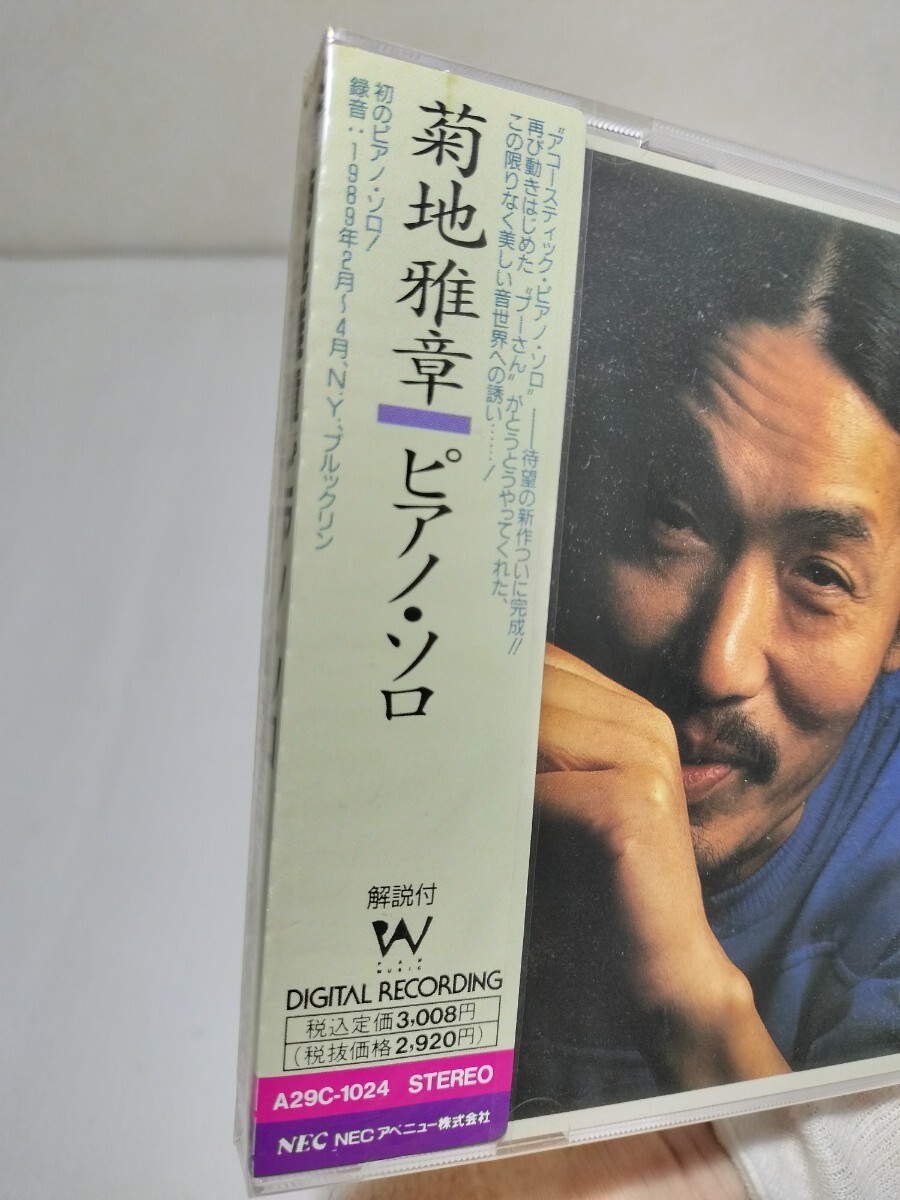 "アコースティック・ピアノ・ソロ"――待望の新作ついに完成!!
再び動きはじめた"プーさん"がとうとうやってくれた、
この限りなく美しい音世界への誘い……!
菊地雅章 ピアノ・ソロ
初のピアノ・ソロ!
録音:1989年2月〜4月、N.Y.、ブルックリン
解説付
PAW
MUSIC
DIGITAL RECORDING
税込定価3,008円
(税抜価格2,920円)
A29C-1024 STEREO
NEC NECアベニュー株式会社